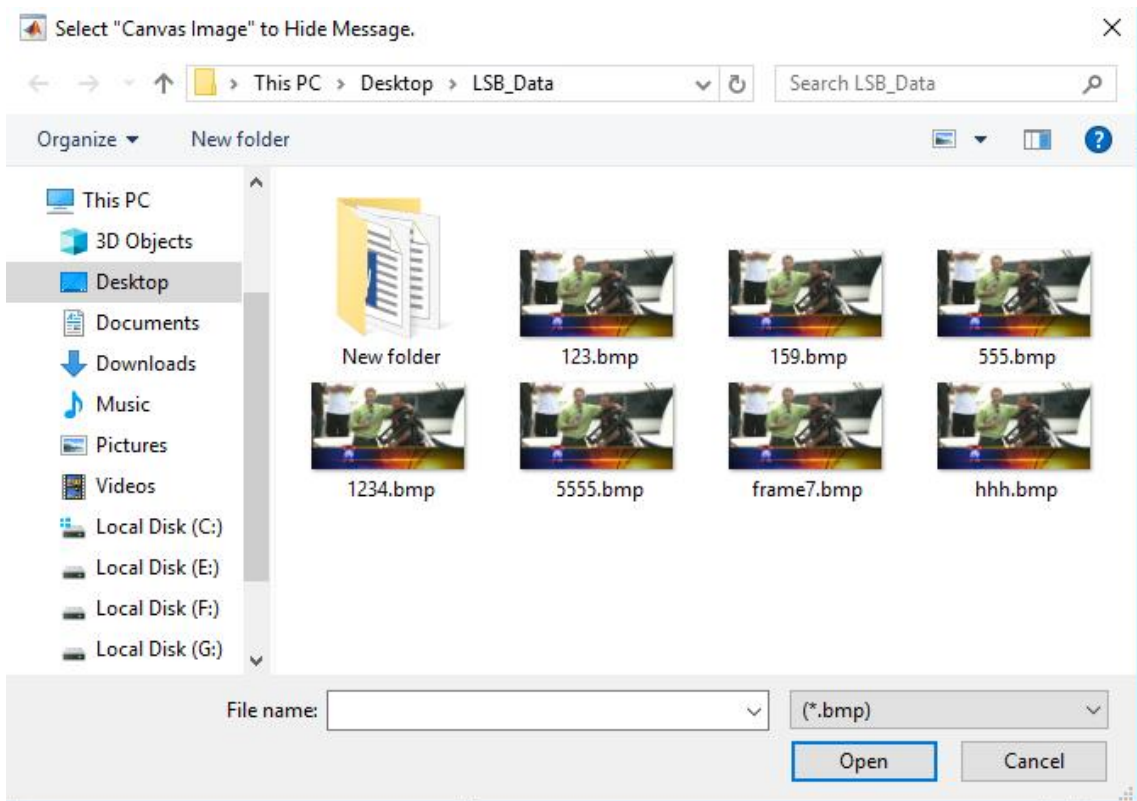 Select "Canvas Image" to Hide Message.
This PC > Desktop > LSB_Data
Search LSB_Data
Organize
New folder
This PC
3D Objects
Desktop
Documents
Downloads
Music
Pictures
Videos
Local Disk (C:)
Local Disk (E:)
Local Disk (F:)
Local Disk (G:)
New folder
123.bmp
159.bmp
555.bmp
1234.bmp
5555.bmp
frame7.bmp
hhh.bmp
File name:
(*.bmp)
Open
Cancel